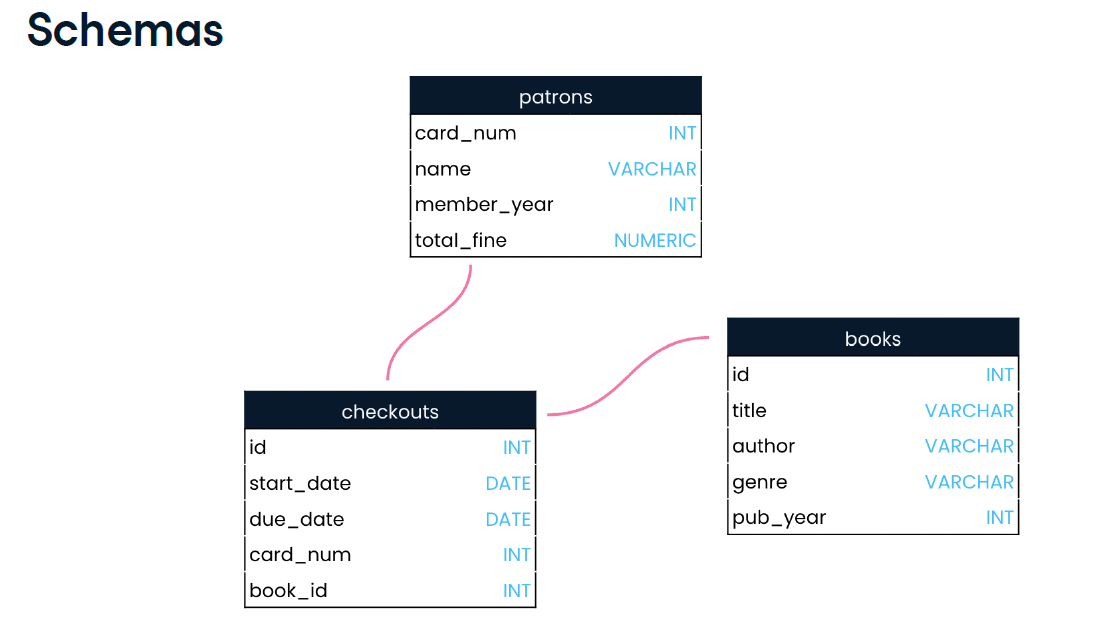 Schemas
patrons
card_num INT
name VARCHAR
member_year INT
total_fine NUMERIC
checkouts
id INT
start_date DATE
due_date DATE
card_num INT
book_id INT
books
id INT
title VARCHAR
author VARCHAR
genre VARCHAR
pub_year INT